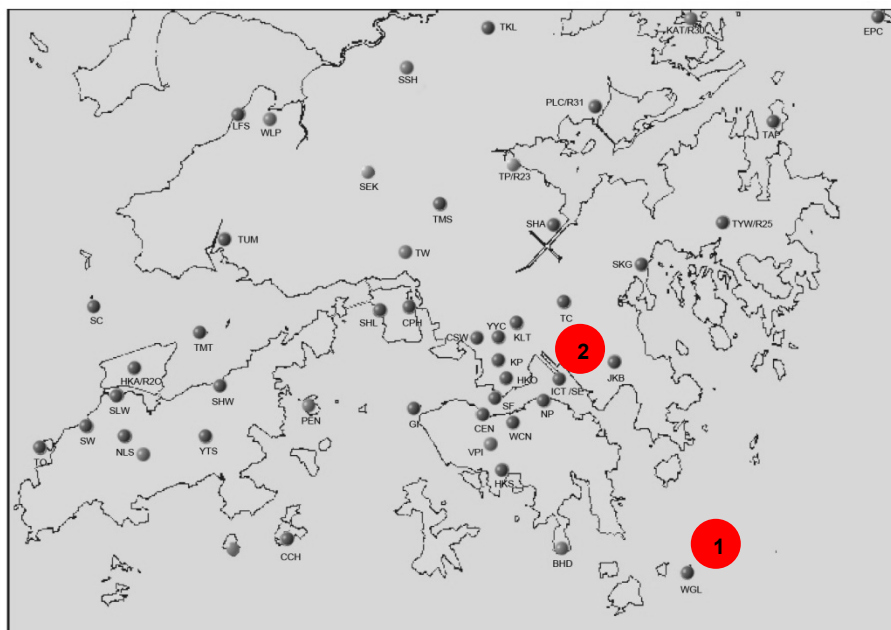 TKL
KAT/R30
EPC
SSH
PLC/R31
LFS
WLP
TAP
TP/R23
SEK
TMS
SHA
TYW/R25
TUM
TW
SKG
SC
SHL
CPH
TC
TMT
CSW
YYC
KLT
2
KP
HKA/R2C
HKO
JKB
SHW
ICT /SE
SLW
PEN
SF
NP
GI
CEN
SW
WCN
NLS
YTS
VPI
TO
HKS
1
CCH
BHD
WGL